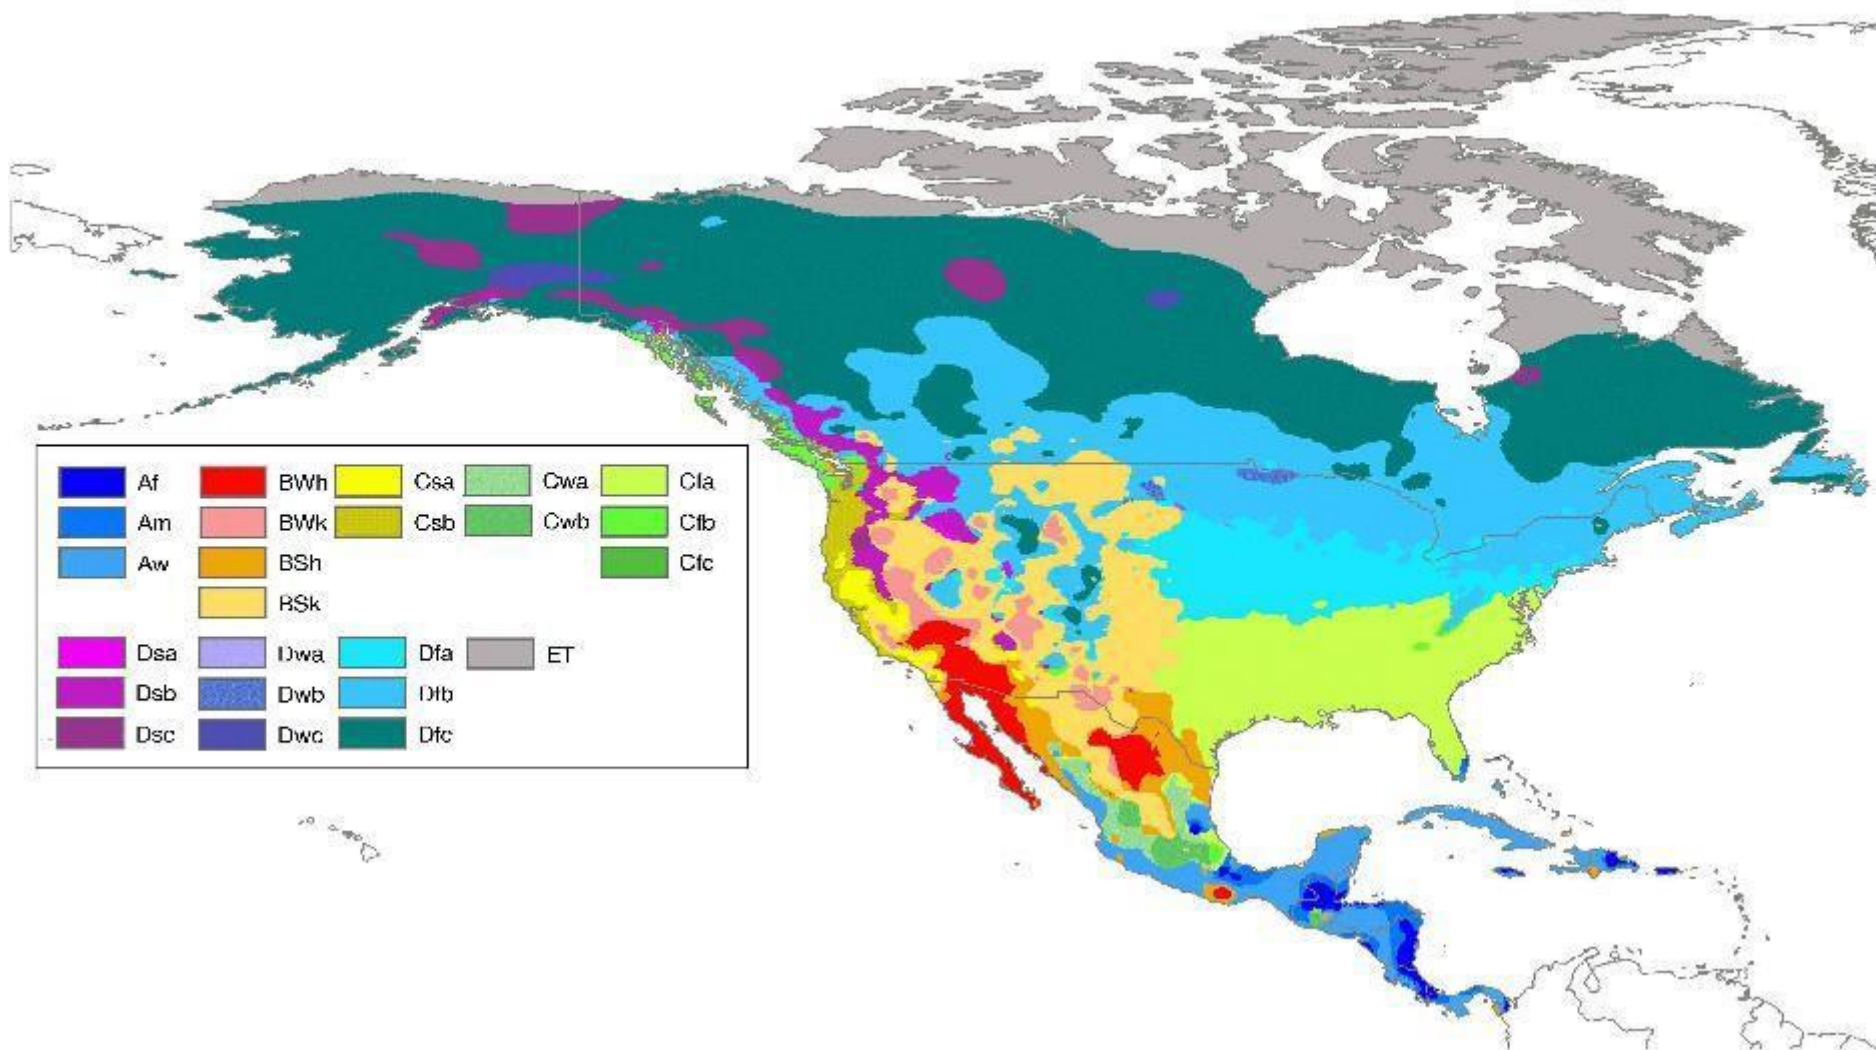 Af BWh Csa Cwa Cfa
Am BWk Csb Cwb Cfb
Aw BSh Cfc
BSk
Dsa Dwa Dfa ET
Dsb Dwb Dfb
Dsc Dwc Dfc